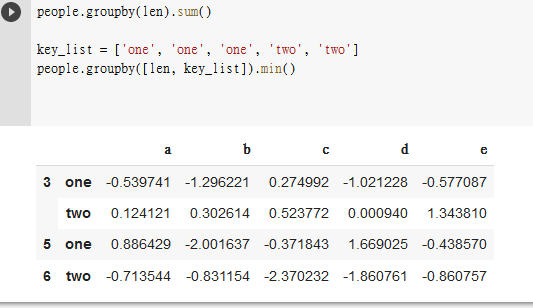 people.groupby(len).sum()
key_list = ['one', 'one', 'one', 'two', 'two']
people.groupby([len, key_list]).min()
a b c d e
3 one -0.539741 -1.296221 0.274992 -1.021228 -0.577087
two 0.124121 0.302614 0.523772 0.000940 1.343810
5 one 0.886429 -2.001637 -0.371843 1.669025 -0.438570
6 two -0.713544 -0.831154 -2.370232 -1.860761 -0.860757